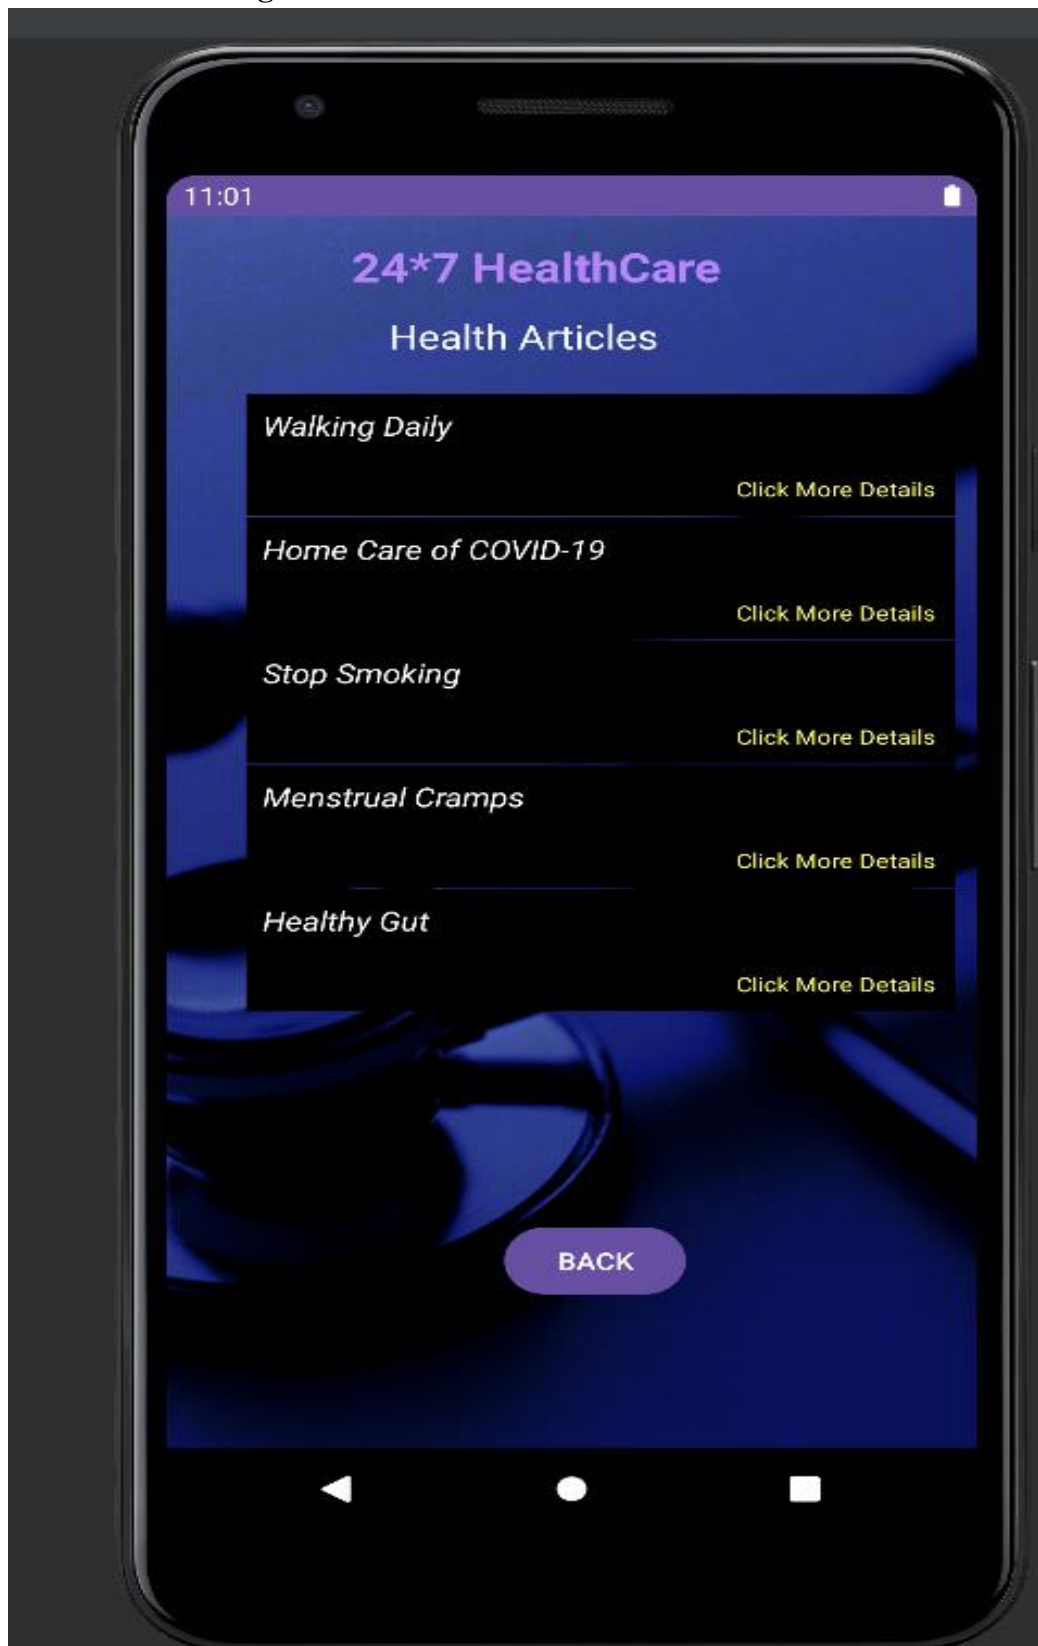 11:01
24*7 HealthCare
Health Articles
Walking Daily
Click More Details
Home Care of COVID-19
Click More Details
Stop Smoking
Click More Details
Menstrual Cramps
Click More Details
Healthy Gut
Click More Details
BACK